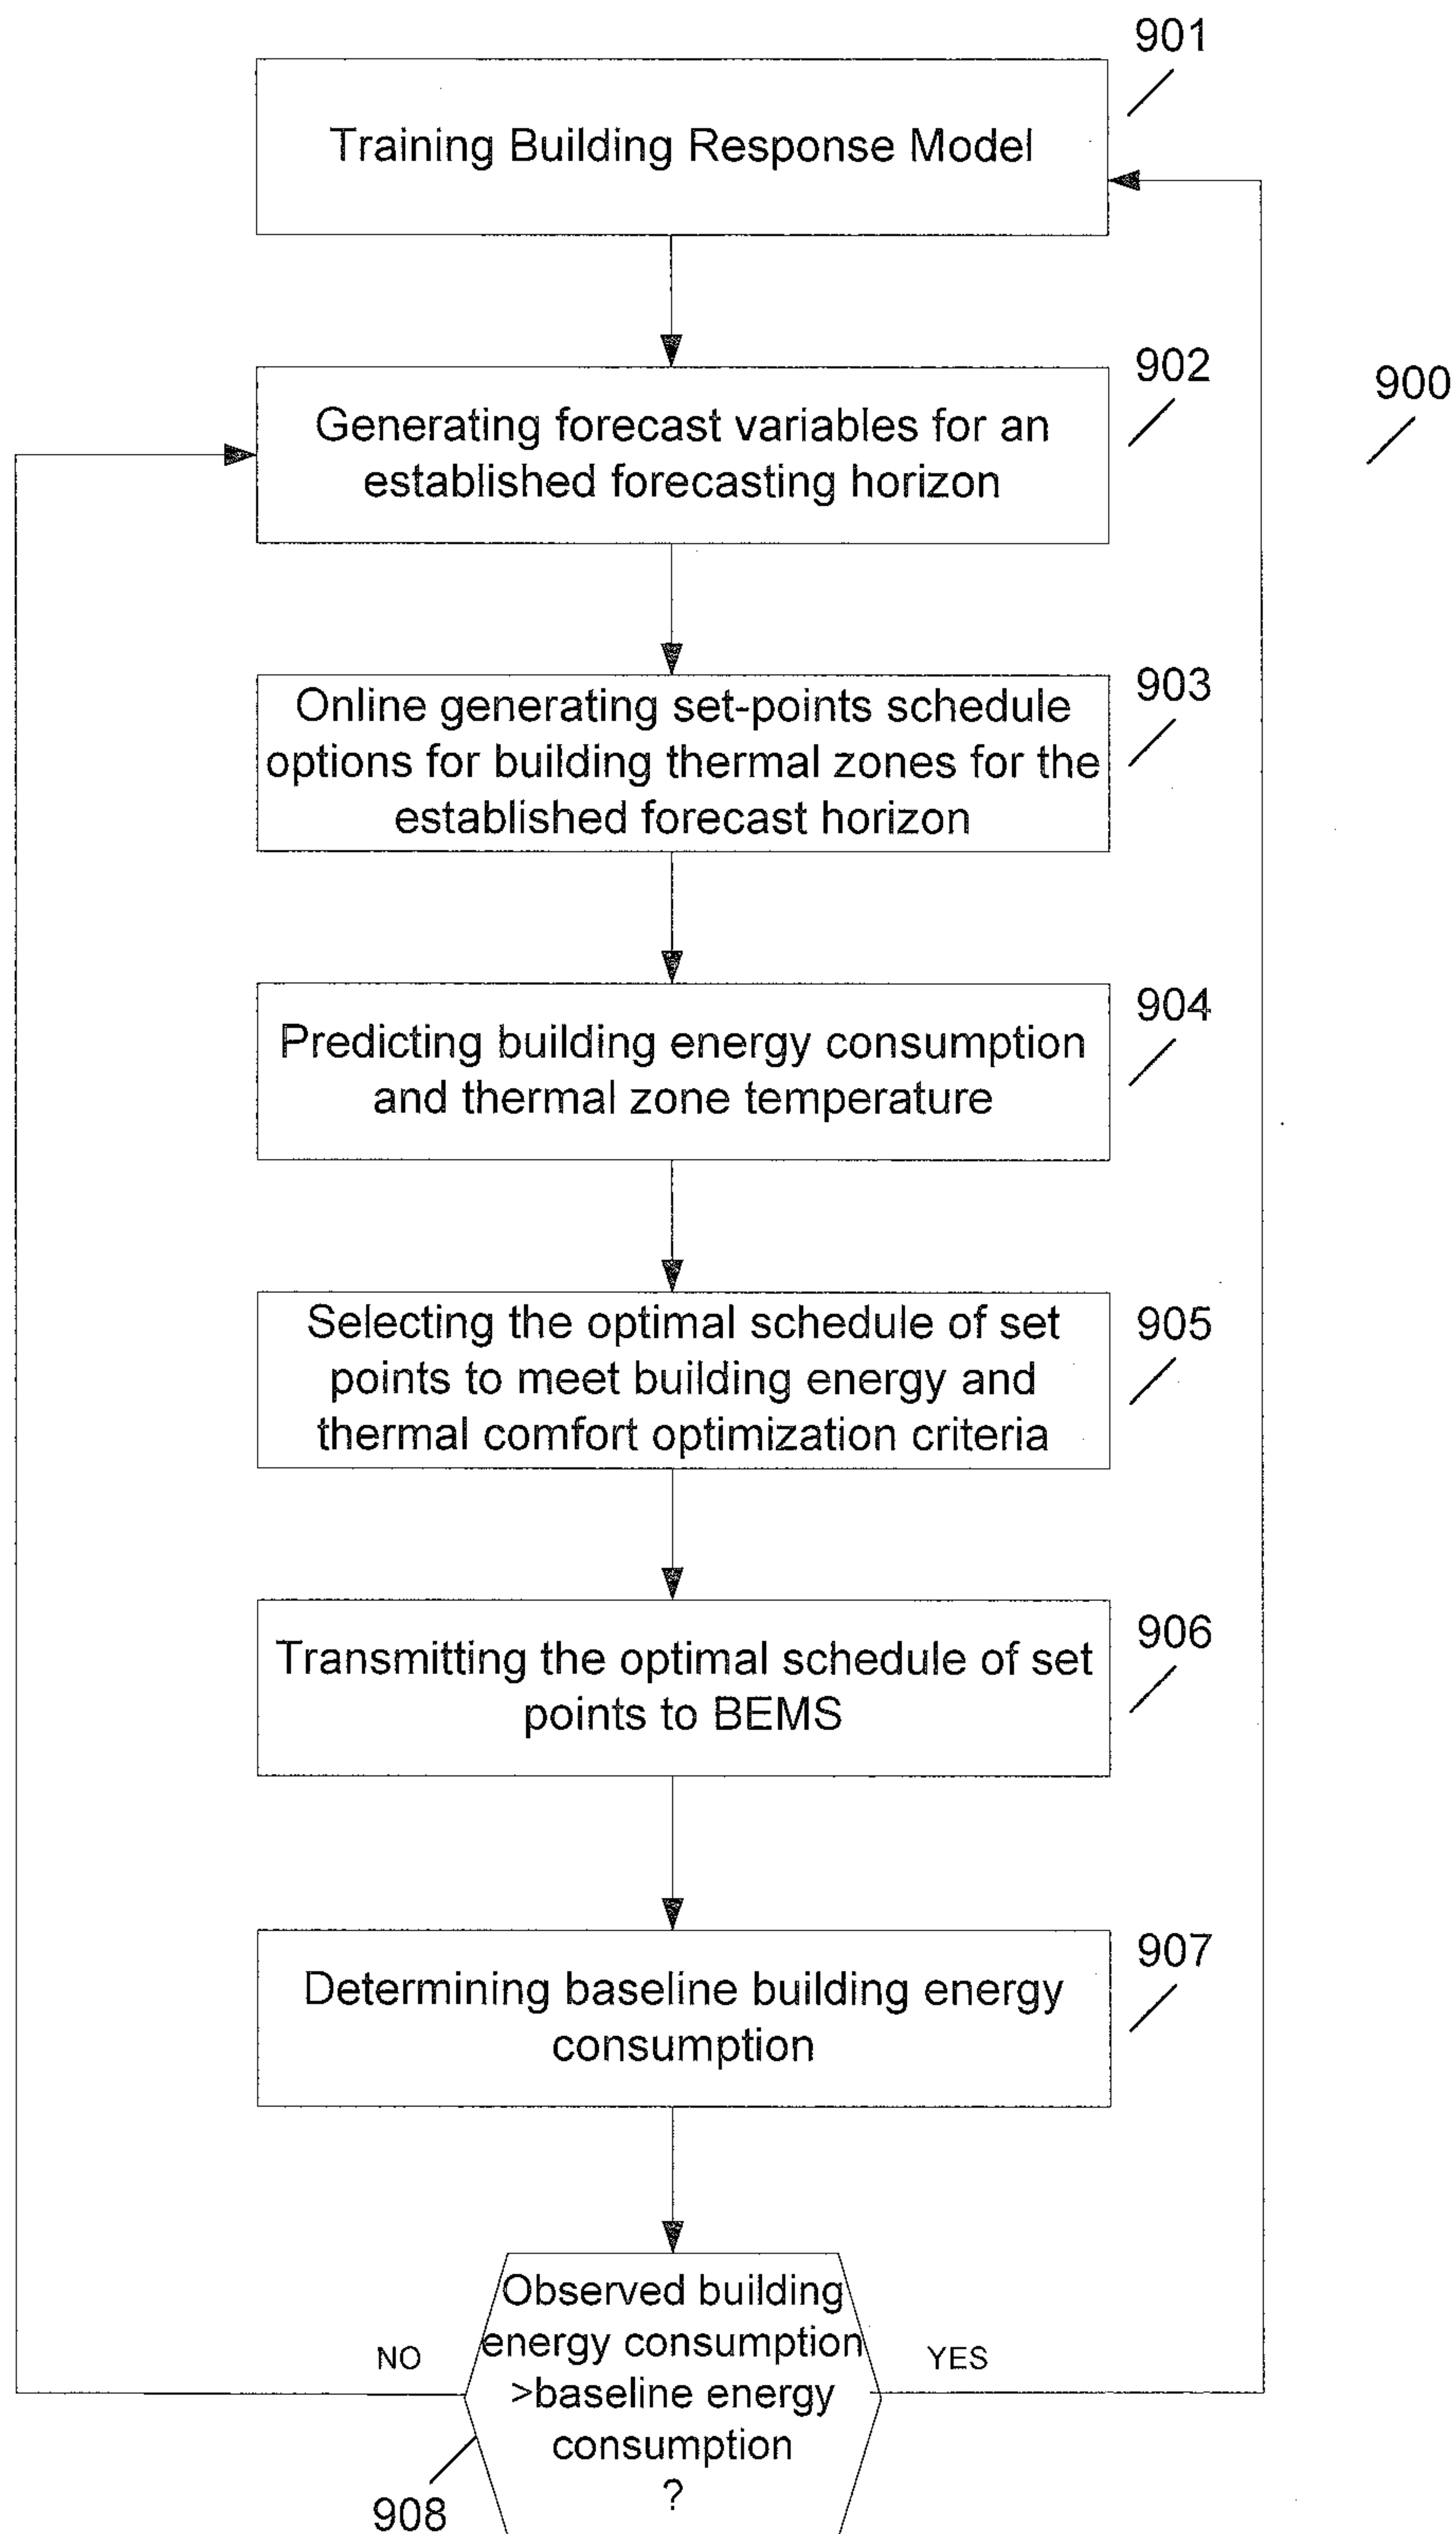 901
Training Building Response Model
902
900
Generating forecast variables for an
established forecasting horizon
903
Online generating set-points schedule
options for building thermal zones for the
established forecast horizon
904
Predicting building energy consumption
and thermal zone temperature
905
Selecting the optimal schedule of set
points to meet building energy and
thermal comfort optimization criteria
906
Transmitting the optimal schedule of set
points to BEMS
907
Determining baseline building energy
consumption
Observed building
energy consumption
>baseline energy
consumption
?
NO
YES
908